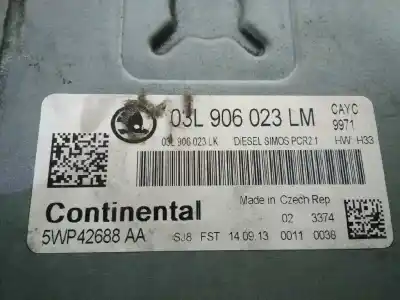 03L 906 023 LM
CAYC
9971
03L 906 023 LK DIESEL SIMOS PCR2.1 HW: H33
Continental
Made in Czech Rep
02 3374
5WP42688 AA SJ8 FST 14.09.13 0011 0038